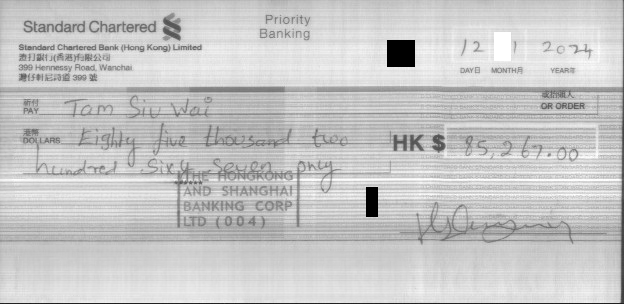 Standard Chartered
Priority
Banking
Standard Chartered Bank (Hong Kong) Limited
渣打銀行(香港)有限公司
399 Hennessy Road, Wanchai
灣仔軒尼詩道 399 號
12 1 2024
DAY日 MONTH月 YEAR年
祈付
PAY Tam Siu Wai
或持票人
OR ORDER
港幣
DOLLARS Eighty five thousand two
hundred Sixty Seven only
HK $ 85,267.00
THE HONGKONG
AND SHANGHAI
BANKING CORP
LTD (004)